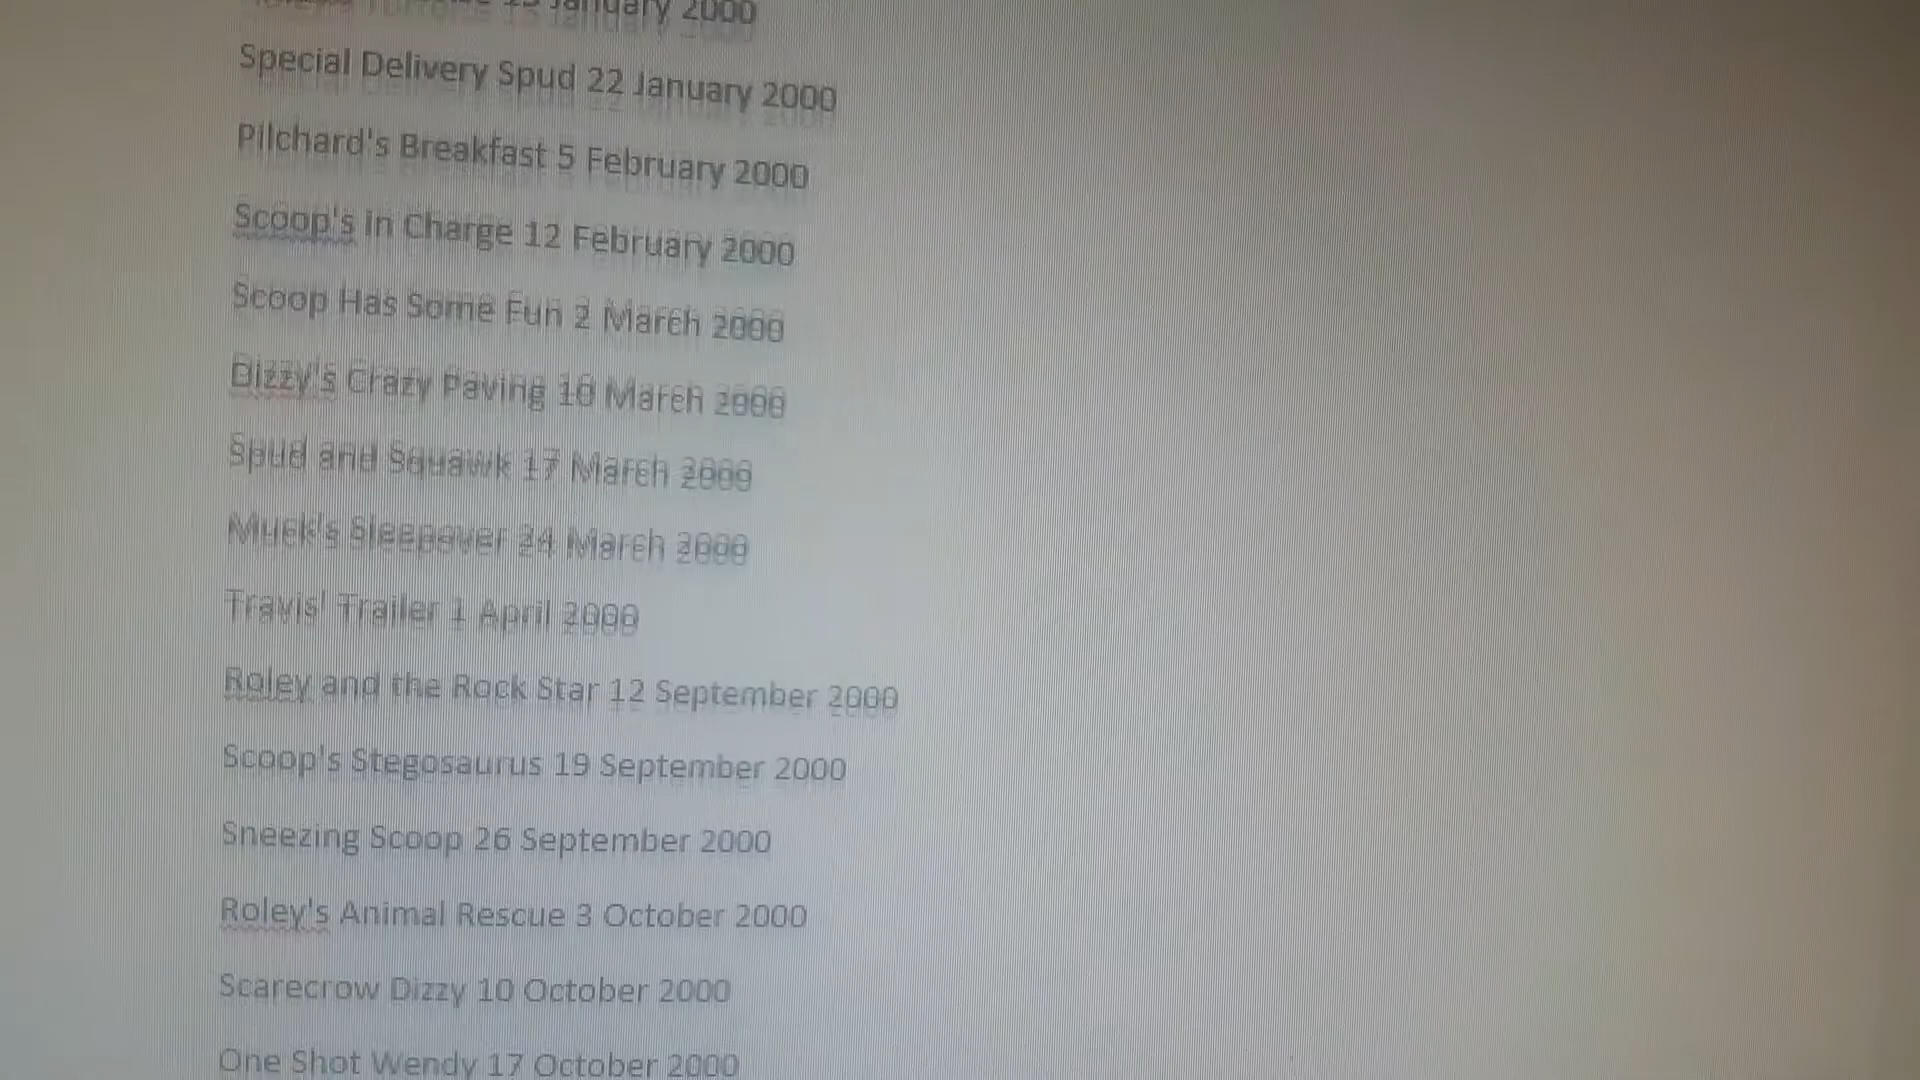 January 2000
Special Delivery Spud 22 January 2000
Pilchard's Breakfast 5 February 2000
Scoop's in Charge 12 February 2000
Scoop Has Some Fun 2 March 2000
Dizzy's Crazy Paving 10 March 2000
Spud and Squawk 17 March 2000
Muck's Sleepover 24 March 2000
Travis' Trailer 1 April 2000
Roley and the Rock Star 12 September 2000
Scoop's Stegosaurus 19 September 2000
Sneezing Scoop 26 September 2000
Roley's Animal Rescue 3 October 2000
Scarecrow Dizzy 10 October 2000
One Shot Wendy 17 October 2000